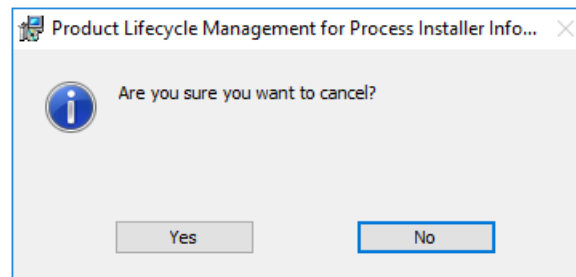 Product Lifecycle Management for Process Installer Info...
Are you sure you want to cancel?
Yes
No